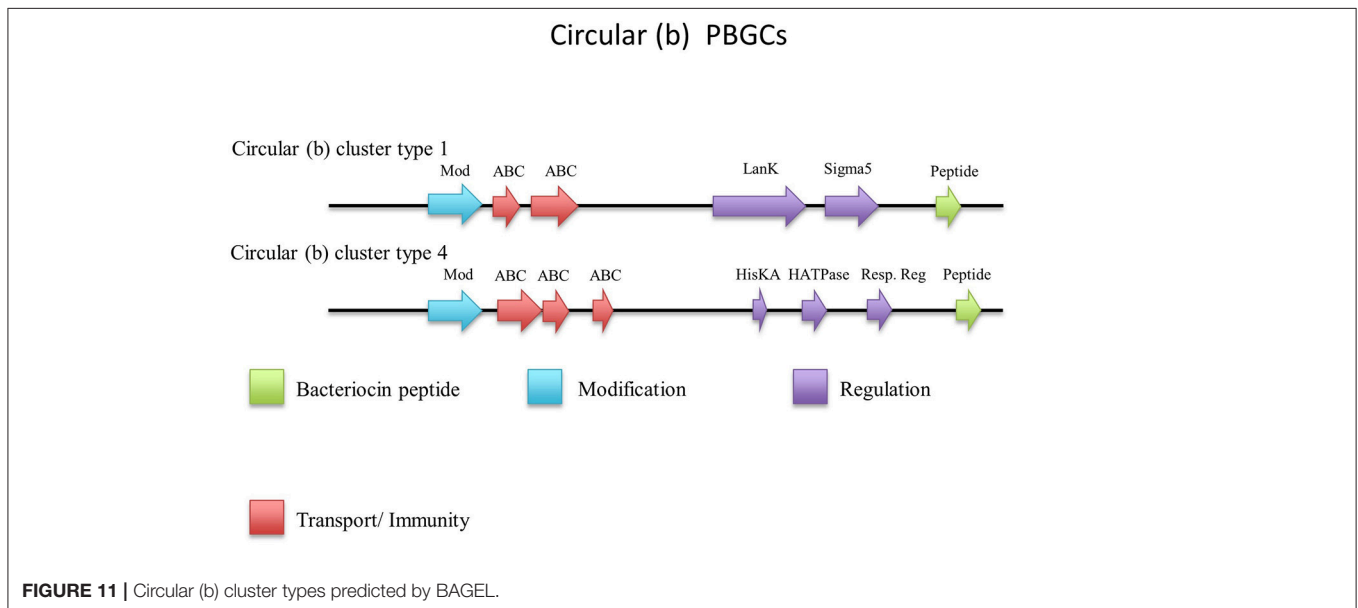 Circular (b) PBGCs
Circular (b) cluster type 1
Mod ABC ABC LanK Sigma5 Peptide
Circular (b) cluster type 4
Mod ABC ABC ABC HisKA HATPase Resp. Reg Peptide
Bacteriocin peptide Modification Regulation
Transport/ Immunity
FIGURE 11 | Circular (b) cluster types predicted by BAGEL.